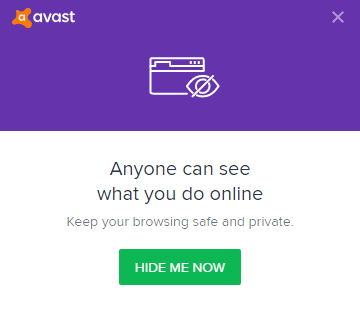 avast
Anyone can see
what you do online
Keep your browsing safe and private.
HIDE ME NOW